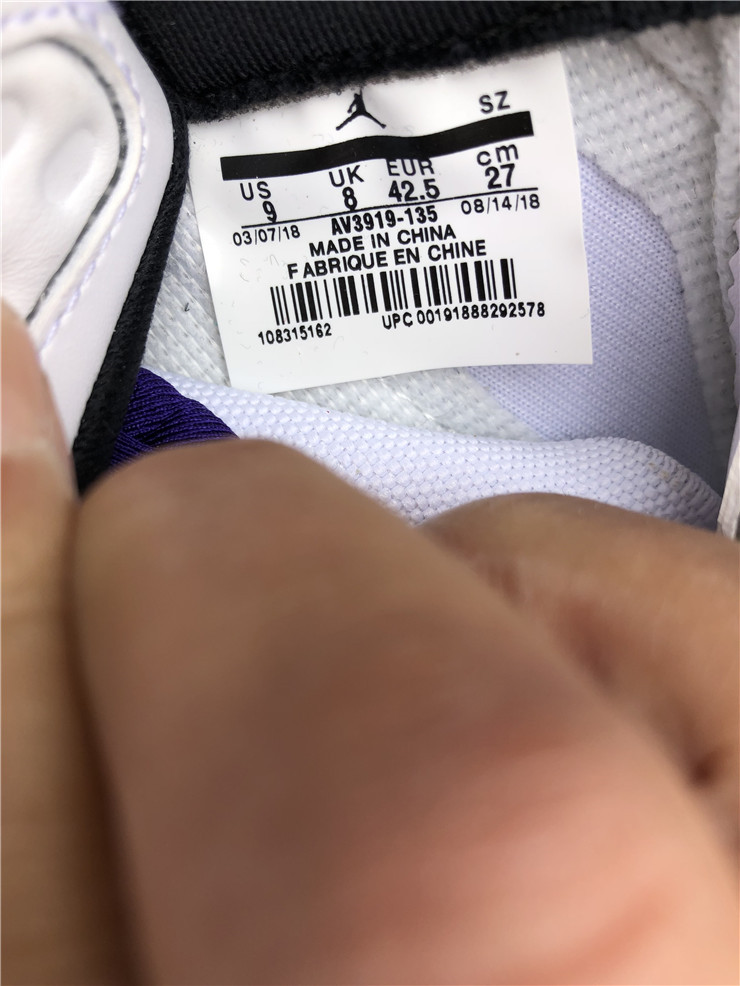 SZ
US UK EUR cm
9 8 42.5 27
03/07/18 AV3919-135 08/14/18
MADE IN CHINA
FABRIQUE EN CHINE
108315162 UPC 00191888292578